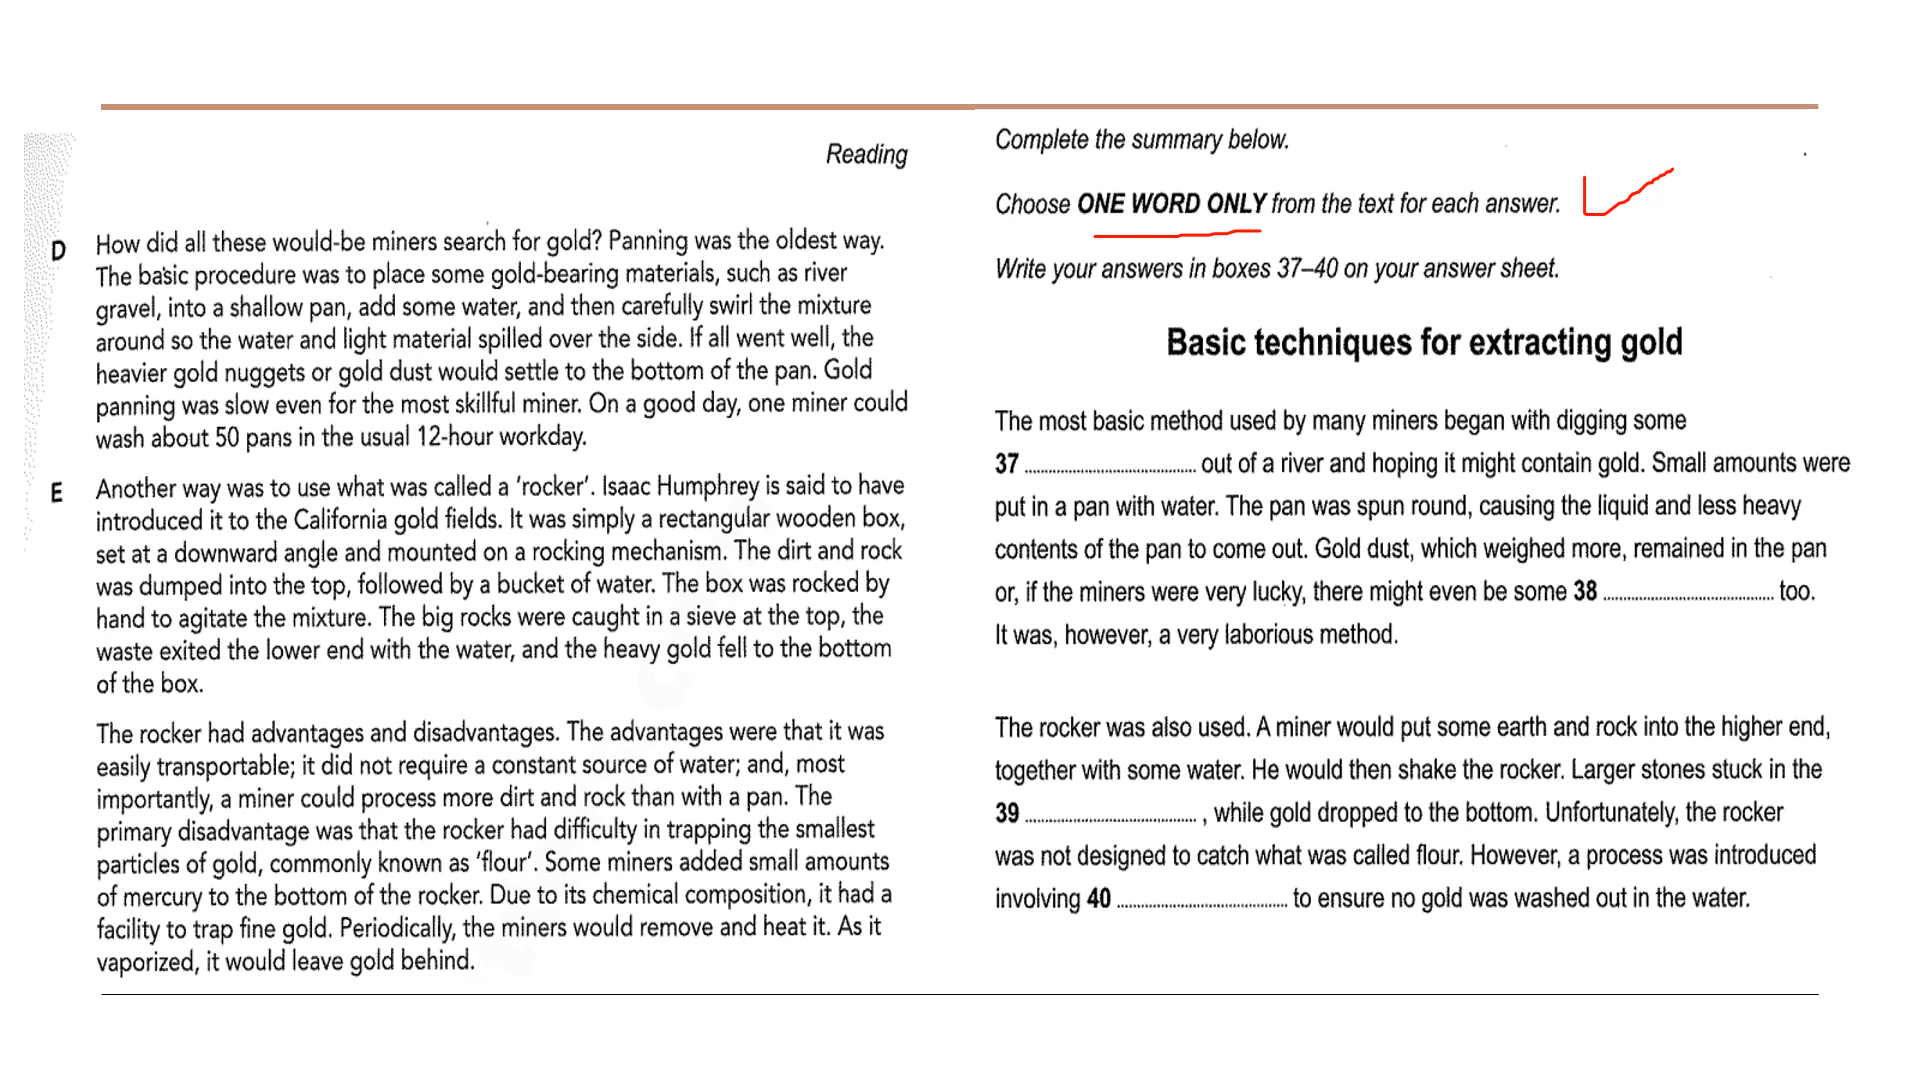 Reading
D How did all these would-be miners search for gold? Panning was the oldest way.
The basic procedure was to place some gold-bearing materials, such as river
gravel, into a shallow pan, add some water, and then carefully swirl the mixture
around so the water and light material spilled over the side. If all went well, the
heavier gold nuggets or gold dust would settle to the bottom of the pan. Gold
panning was slow even for the most skillful miner. On a good day, one miner could
wash about 50 pans in the usual 12-hour workday.
E Another way was to use what was called a 'rocker'. Isaac Humphrey is said to have
introduced it to the California gold fields. It was simply a rectangular wooden box,
set at a downward angle and mounted on a rocking mechanism. The dirt and rock
was dumped into the top, followed by a bucket of water. The box was rocked by
hand to agitate the mixture. The big rocks were caught in a sieve at the top, the
waste exited the lower end with the water, and the heavy gold fell to the bottom
of the box.
The rocker had advantages and disadvantages. The advantages were that it was
easily transportable; it did not require a constant source of water; and, most
importantly, a miner could process more dirt and rock than with a pan. The
primary disadvantage was that the rocker had difficulty in trapping the smallest
particles of gold, commonly known as 'flour'. Some miners added small amounts
of mercury to the bottom of the rocker. Due to its chemical composition, it had a
facility to trap fine gold. Periodically, the miners would remove and heat it. As it
vaporized, it would leave gold behind.
Complete the summary below.
Choose ONE WORD ONLY from the text for each answer.
Write your answers in boxes 37–40 on your answer sheet.
Basic techniques for extracting gold
The most basic method used by many miners began with digging some
37 .......................................... out of a river and hoping it might contain gold. Small amounts were
put in a pan with water. The pan was spun round, causing the liquid and less heavy
contents of the pan to come out. Gold dust, which weighed more, remained in the pan
or, if the miners were very lucky, there might even be some 38 .......................................... too.
It was, however, a very laborious method.
The rocker was also used. A miner would put some earth and rock into the higher end,
together with some water. He would then shake the rocker. Larger stones stuck in the
39 .......................................... , while gold dropped to the bottom. Unfortunately, the rocker
was not designed to catch what was called flour. However, a process was introduced
involving 40 .......................................... to ensure no gold was washed out in the water.